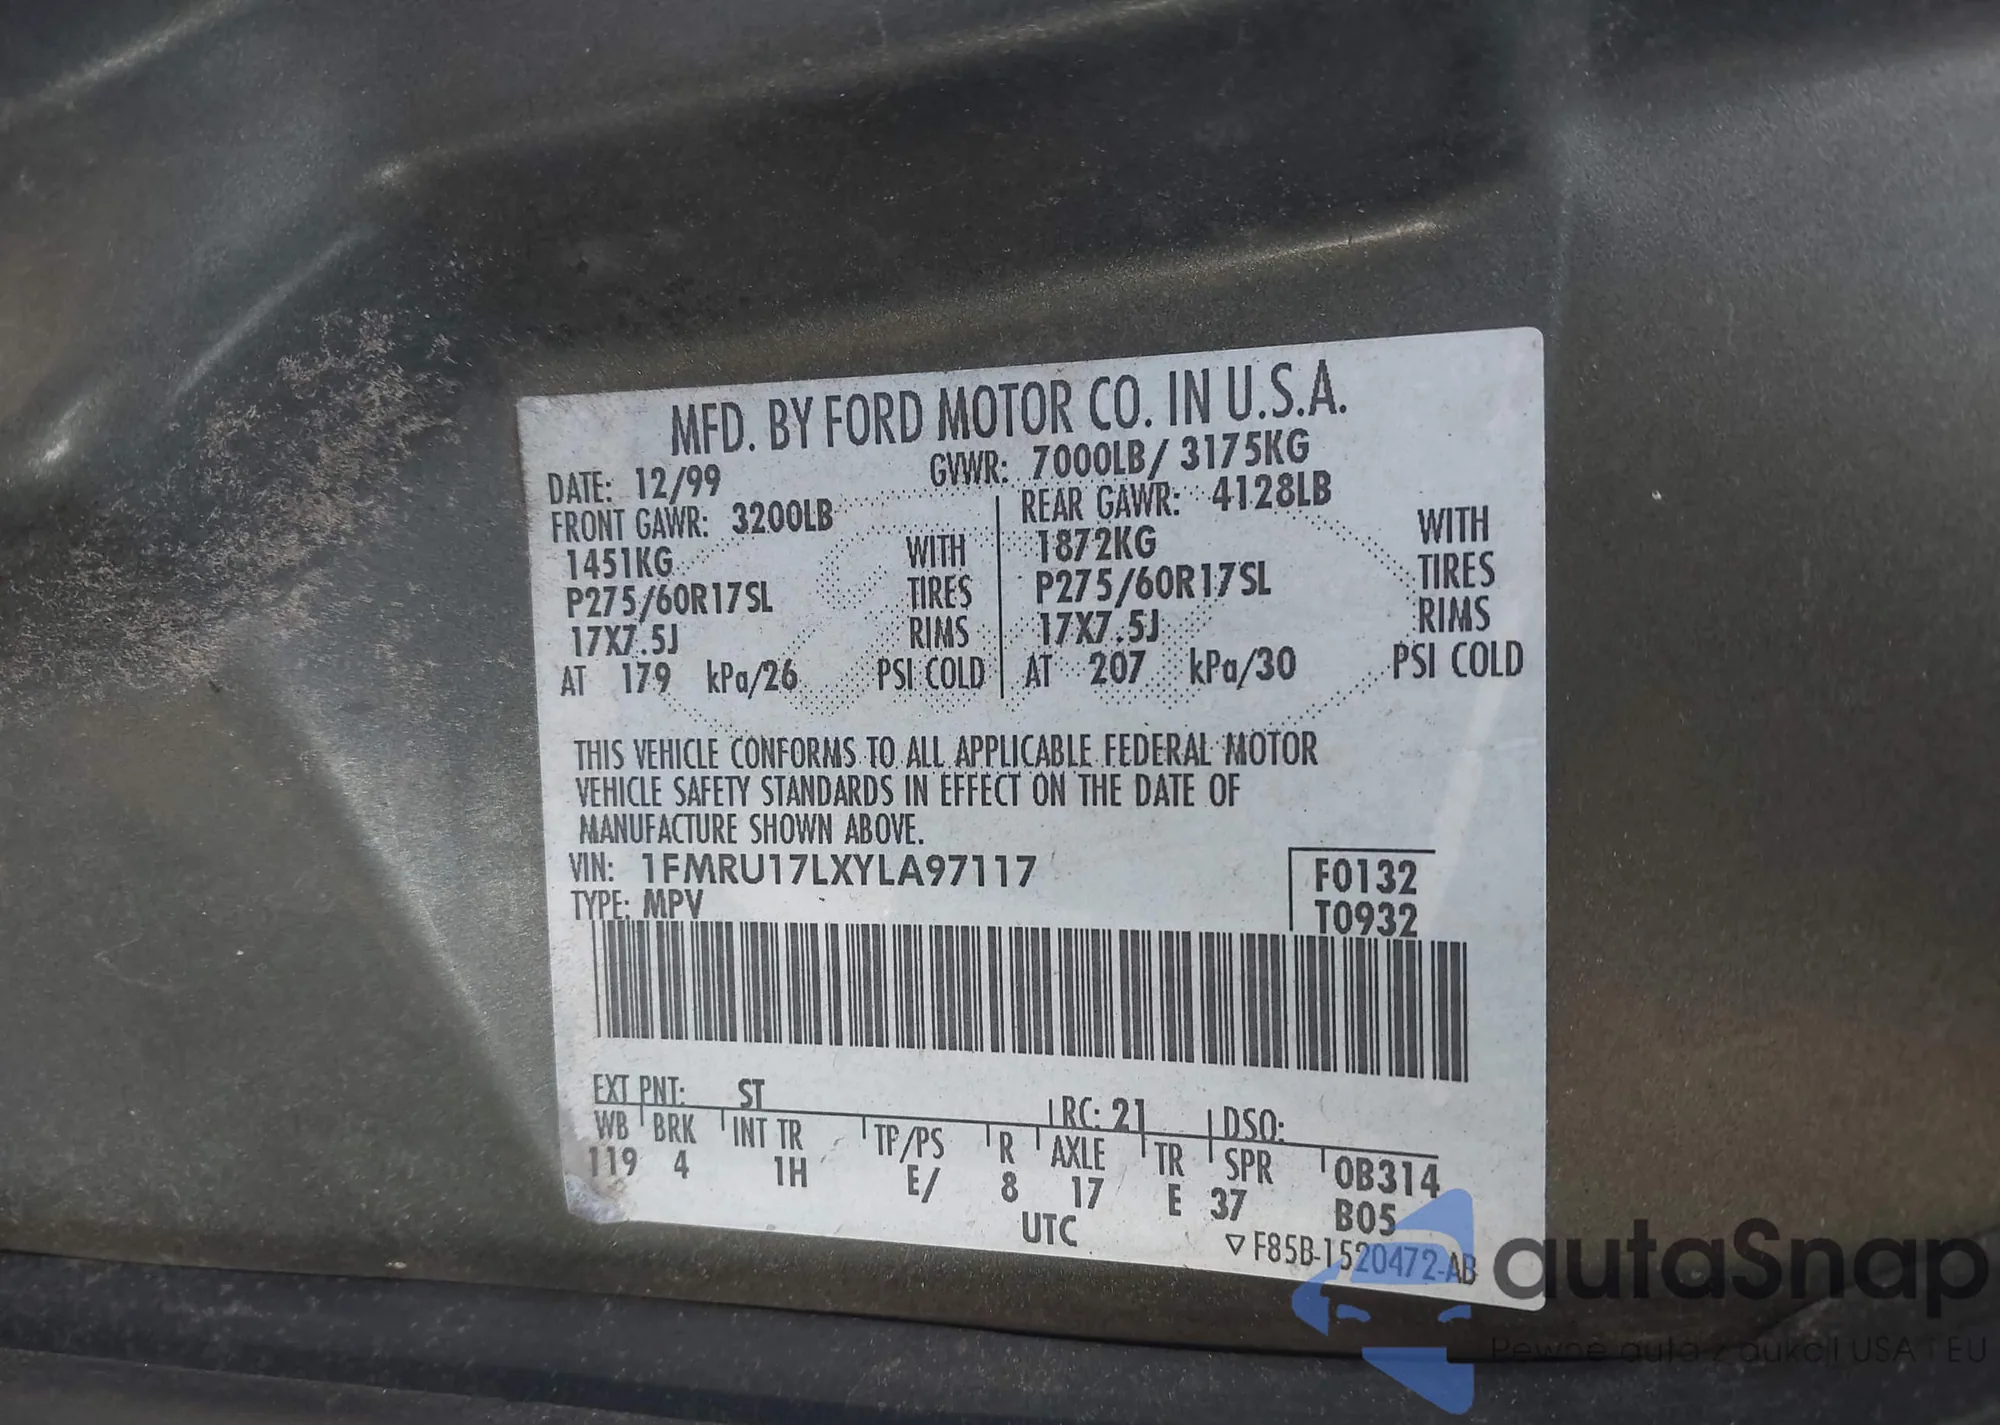 MFD. BY FORD MOTOR CO. IN U.S.A.
DATE: 12/99 GVWR: 7000LB/ 3175KG
FRONT GAWR: 3200LB REAR GAWR: 4128LB
1451KG WITH 1872KG WITH
P275/60R17SL TIRES P275/60R17SL TIRES
17X7.5J RIMS 17X7.5J RIMS
AT 179 kPa/26 PSI COLD AT 207 kPa/30 PSI COLD
THIS VEHICLE CONFORMS TO ALL APPLICABLE FEDERAL MOTOR
VEHICLE SAFETY STANDARDS IN EFFECT ON THE DATE OF
MANUFACTURE SHOWN ABOVE.
VIN: 1FMRU17LXYLA97117 F0132
TYPE: MPV T0932
EXT PNT: ST RC: 21 DSO:
WB BRK INT TR TP/PS R AXLE TR SPR 0B314
119 4 1H E/ 8 17 E 37 B05
UTC ▽F85B-1520472-AB
autaSnap
Pewne auta z aukcji USA | EU